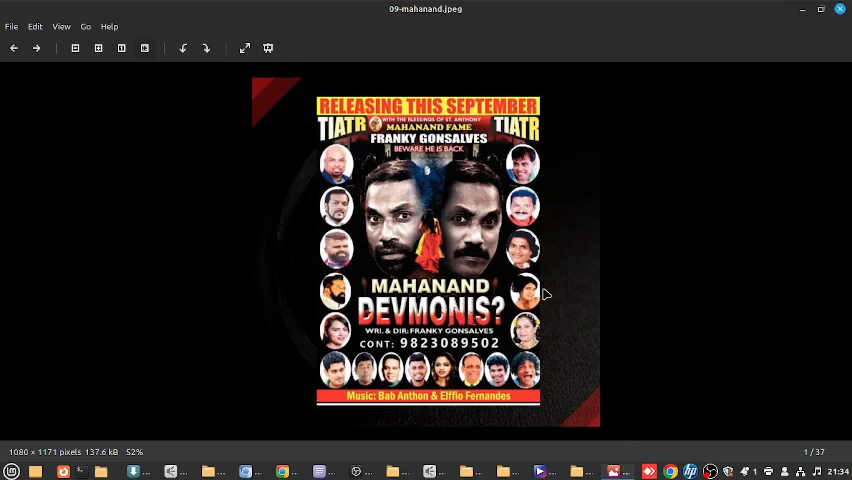 09-mahanand.jpeg
File Edit View Go Help
RELEASING THIS SEPTEMBER
WITH THE BLESSINGS OF ST. ANTHONY
TIATR MAHANAND FAME TIATR
FRANKY GONSALVES
BEWARE HE IS BACK
MAHANAND
DEVMONIS?
WRI. & DIR: FRANKY GONSALVES
CONT: 9823089502
Music: Bab Anthon & Elffio Fernandes
1080 × 1171 pixels 137.6 kB 52% 1 / 37
1 21:34